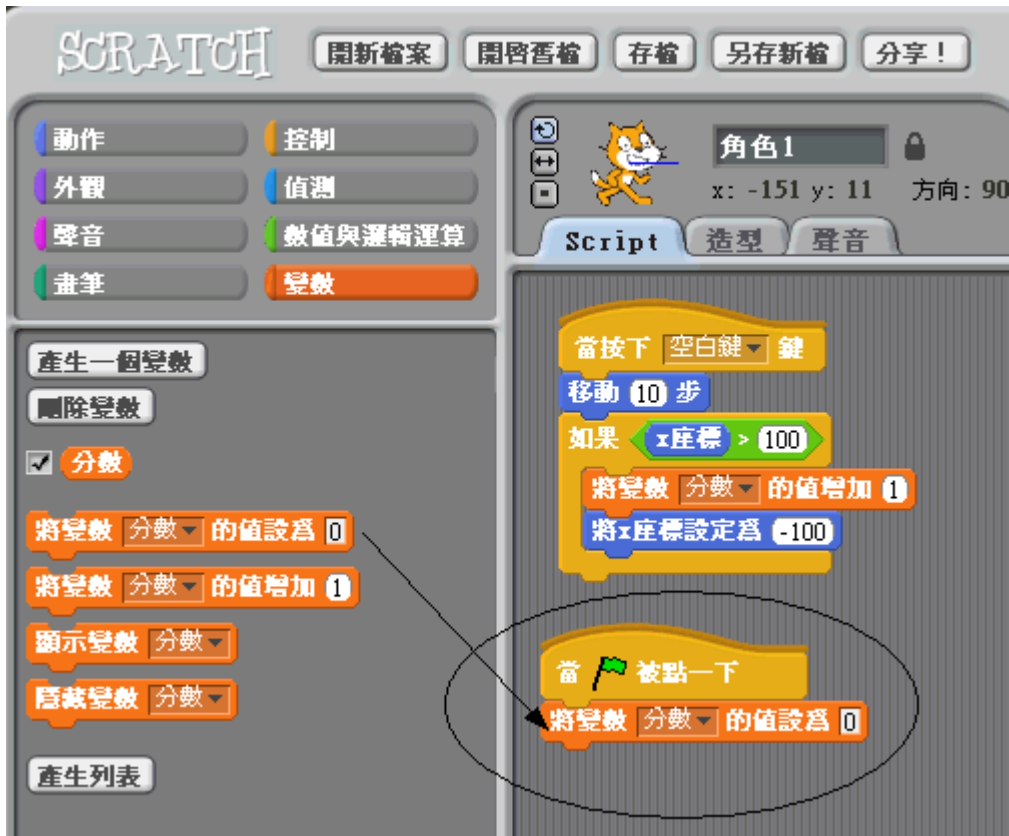 SCRATCH 開新檔案 開啓舊檔 存檔 另存新檔 分享！
動作 控制
外觀 偵測
聲音 數值與邏輯運算
畫筆 變數
產生一個變數
刪除變數
分數
將變數 分數 的值設爲 0
將變數 分數 的值增加 1
顯示變數 分數
隱藏變數 分數
產生列表
角色1
x: -151 y: 11 方向: 90
Script 造型 聲音
當按下 空白鍵 鍵
移動 10 步
如果 x座標 > 100
將變數 分數 的值增加 1
將x座標設定爲 -100
當 被點一下
將變數 分數 的值設爲 0